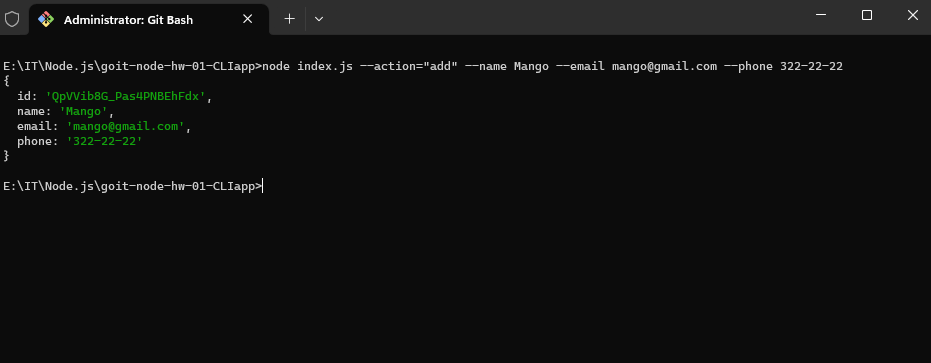 Administrator: Git Bash
E:\IT\Node.js\goit-node-hw-01-CLIapp>node index.js --action="add" --name Mango --email mango@gmail.com --phone 322-22-22
{
  id: 'QpVVib8G_Pas4PNBEhFdx',
  name: 'Mango',
  email: 'mango@gmail.com',
  phone: '322-22-22'
}
E:\IT\Node.js\goit-node-hw-01-CLIapp>